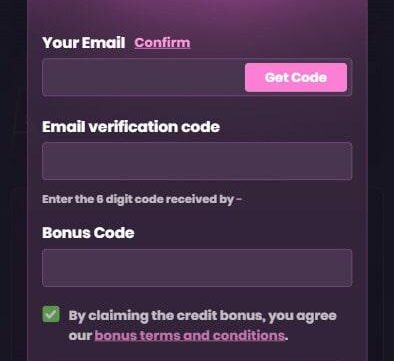 Your Email Confirm
Get Code
Email verification code
Enter the 6 digit code received by -
Bonus Code
By claiming the credit bonus, you agree
our bonus terms and conditions.